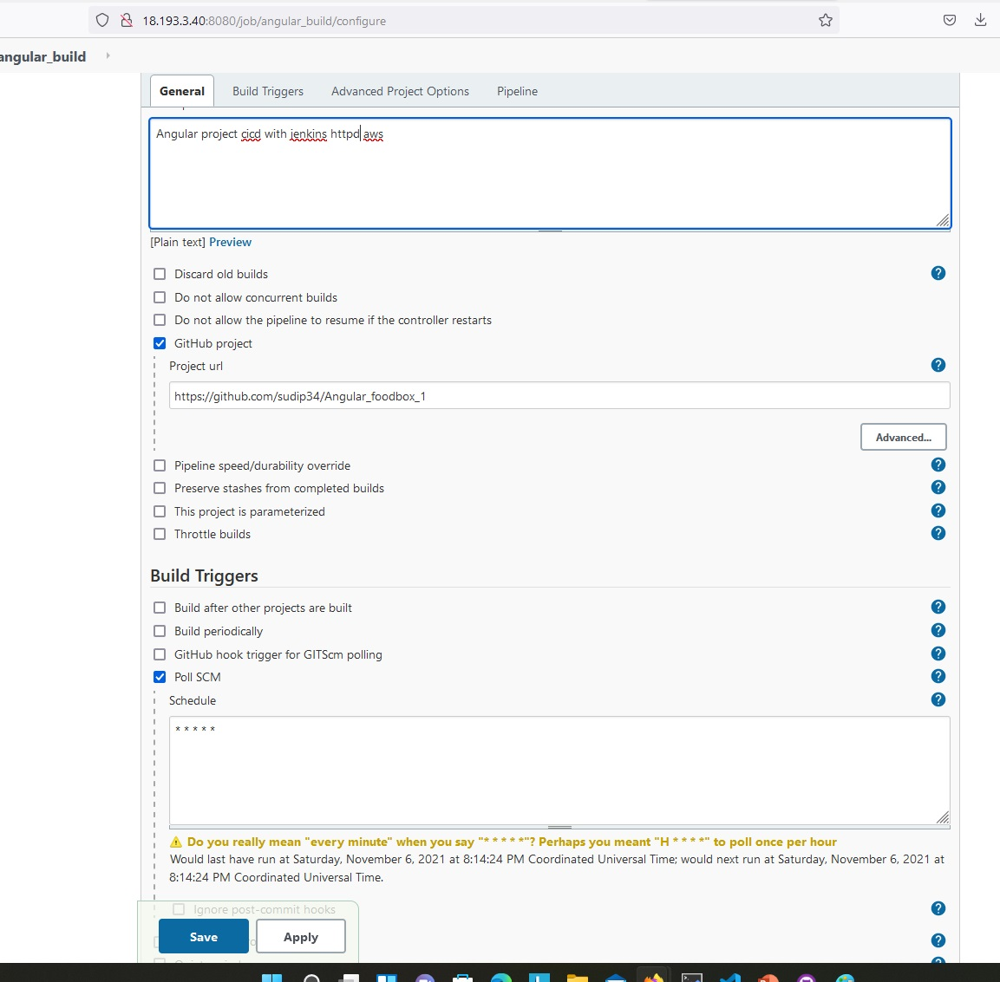 18.193.3.40:8080/job/angular_build/configure
angular_build
General Build Triggers Advanced Project Options Pipeline
Angular project cicd with jenkins httpd aws
[Plain text] Preview
Discard old builds
Do not allow concurrent builds
Do not allow the pipeline to resume if the controller restarts
GitHub project
Project url
https://github.com/sudip34/Angular_foodbox_1
Advanced...
Pipeline speed/durability override
Preserve stashes from completed builds
This project is parameterized
Throttle builds
Build Triggers
Build after other projects are built
Build periodically
GitHub hook trigger for GITScm polling
Poll SCM
Schedule
* * * * *
Do you really mean "every minute" when you say "* * * * *"? Perhaps you meant "H * * * *" to poll once per hour
Would last have run at Saturday, November 6, 2021 at 8:14:24 PM Coordinated Universal Time; would next run at Saturday, November 6, 2021 at
8:14:24 PM Coordinated Universal Time.
Ignore post-commit hooks
Save Apply